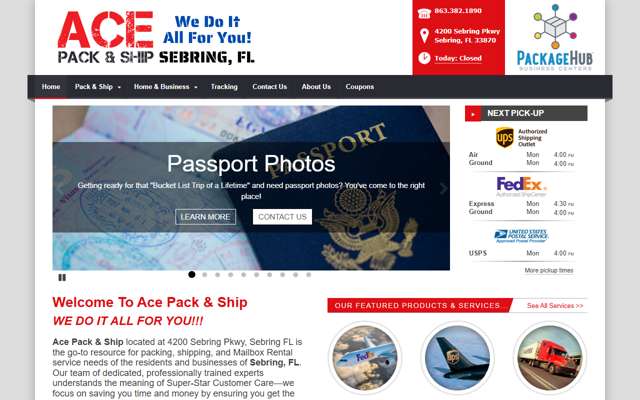 ACE
PACK & SHIP
We Do It
All For You!
SEBRING, FL
863.382.1890
4200 Sebring Pkwy
Sebring, FL 33870
Today: Closed
PACKAGEHUB
BUSINESS CENTERS
Home
Pack & Ship
Home & Business
Tracking
Contact Us
About Us
Coupons
PASSPORT
Passport Photos
Getting ready for that "Bucket List Trip of a Lifetime" and need passport photos? You've come to the right
place!
LEARN MORE
CONTACT US
NEXT PICK-UP
ups
Authorized
Shipping
Outlet
Air Mon 4:00 PM
Ground Mon 4:00 PM
FedEx
Authorized ShipCenter
Express Mon 4:30 PM
Ground Mon 4:00 PM
UNITED STATES
POSTAL SERVICE
Approved Postal Provider
USPS Mon 4:00 PM
More pickup times
Welcome To Ace Pack & Ship
WE DO IT ALL FOR YOU!!!
Ace Pack & Ship located at 4200 Sebring Pkwy, Sebring FL is
the go-to resource for packing, shipping, and Mailbox Rental
service needs of the residents and businesses of Sebring, FL.
Our team of dedicated, professionally trained experts
understands the meaning of Super-Star Customer Care—we
focus on saving you time and money by ensuring you get the
OUR FEATURED PRODUCTS & SERVICES...
See All Services >>
FedEx
ups